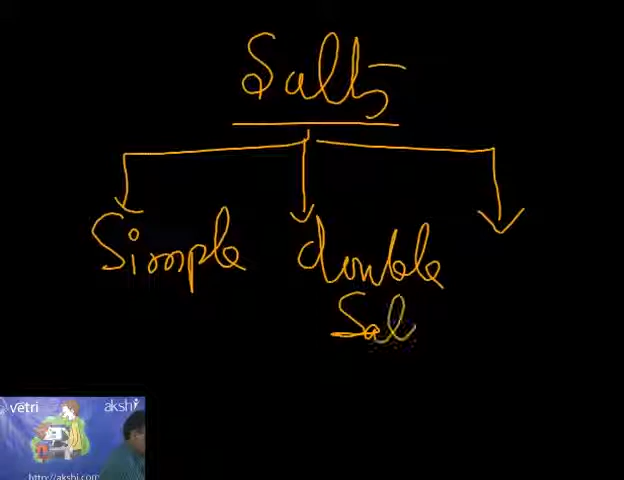 Salts
Simple double
Sal
vetri akshi
http://akshi.com